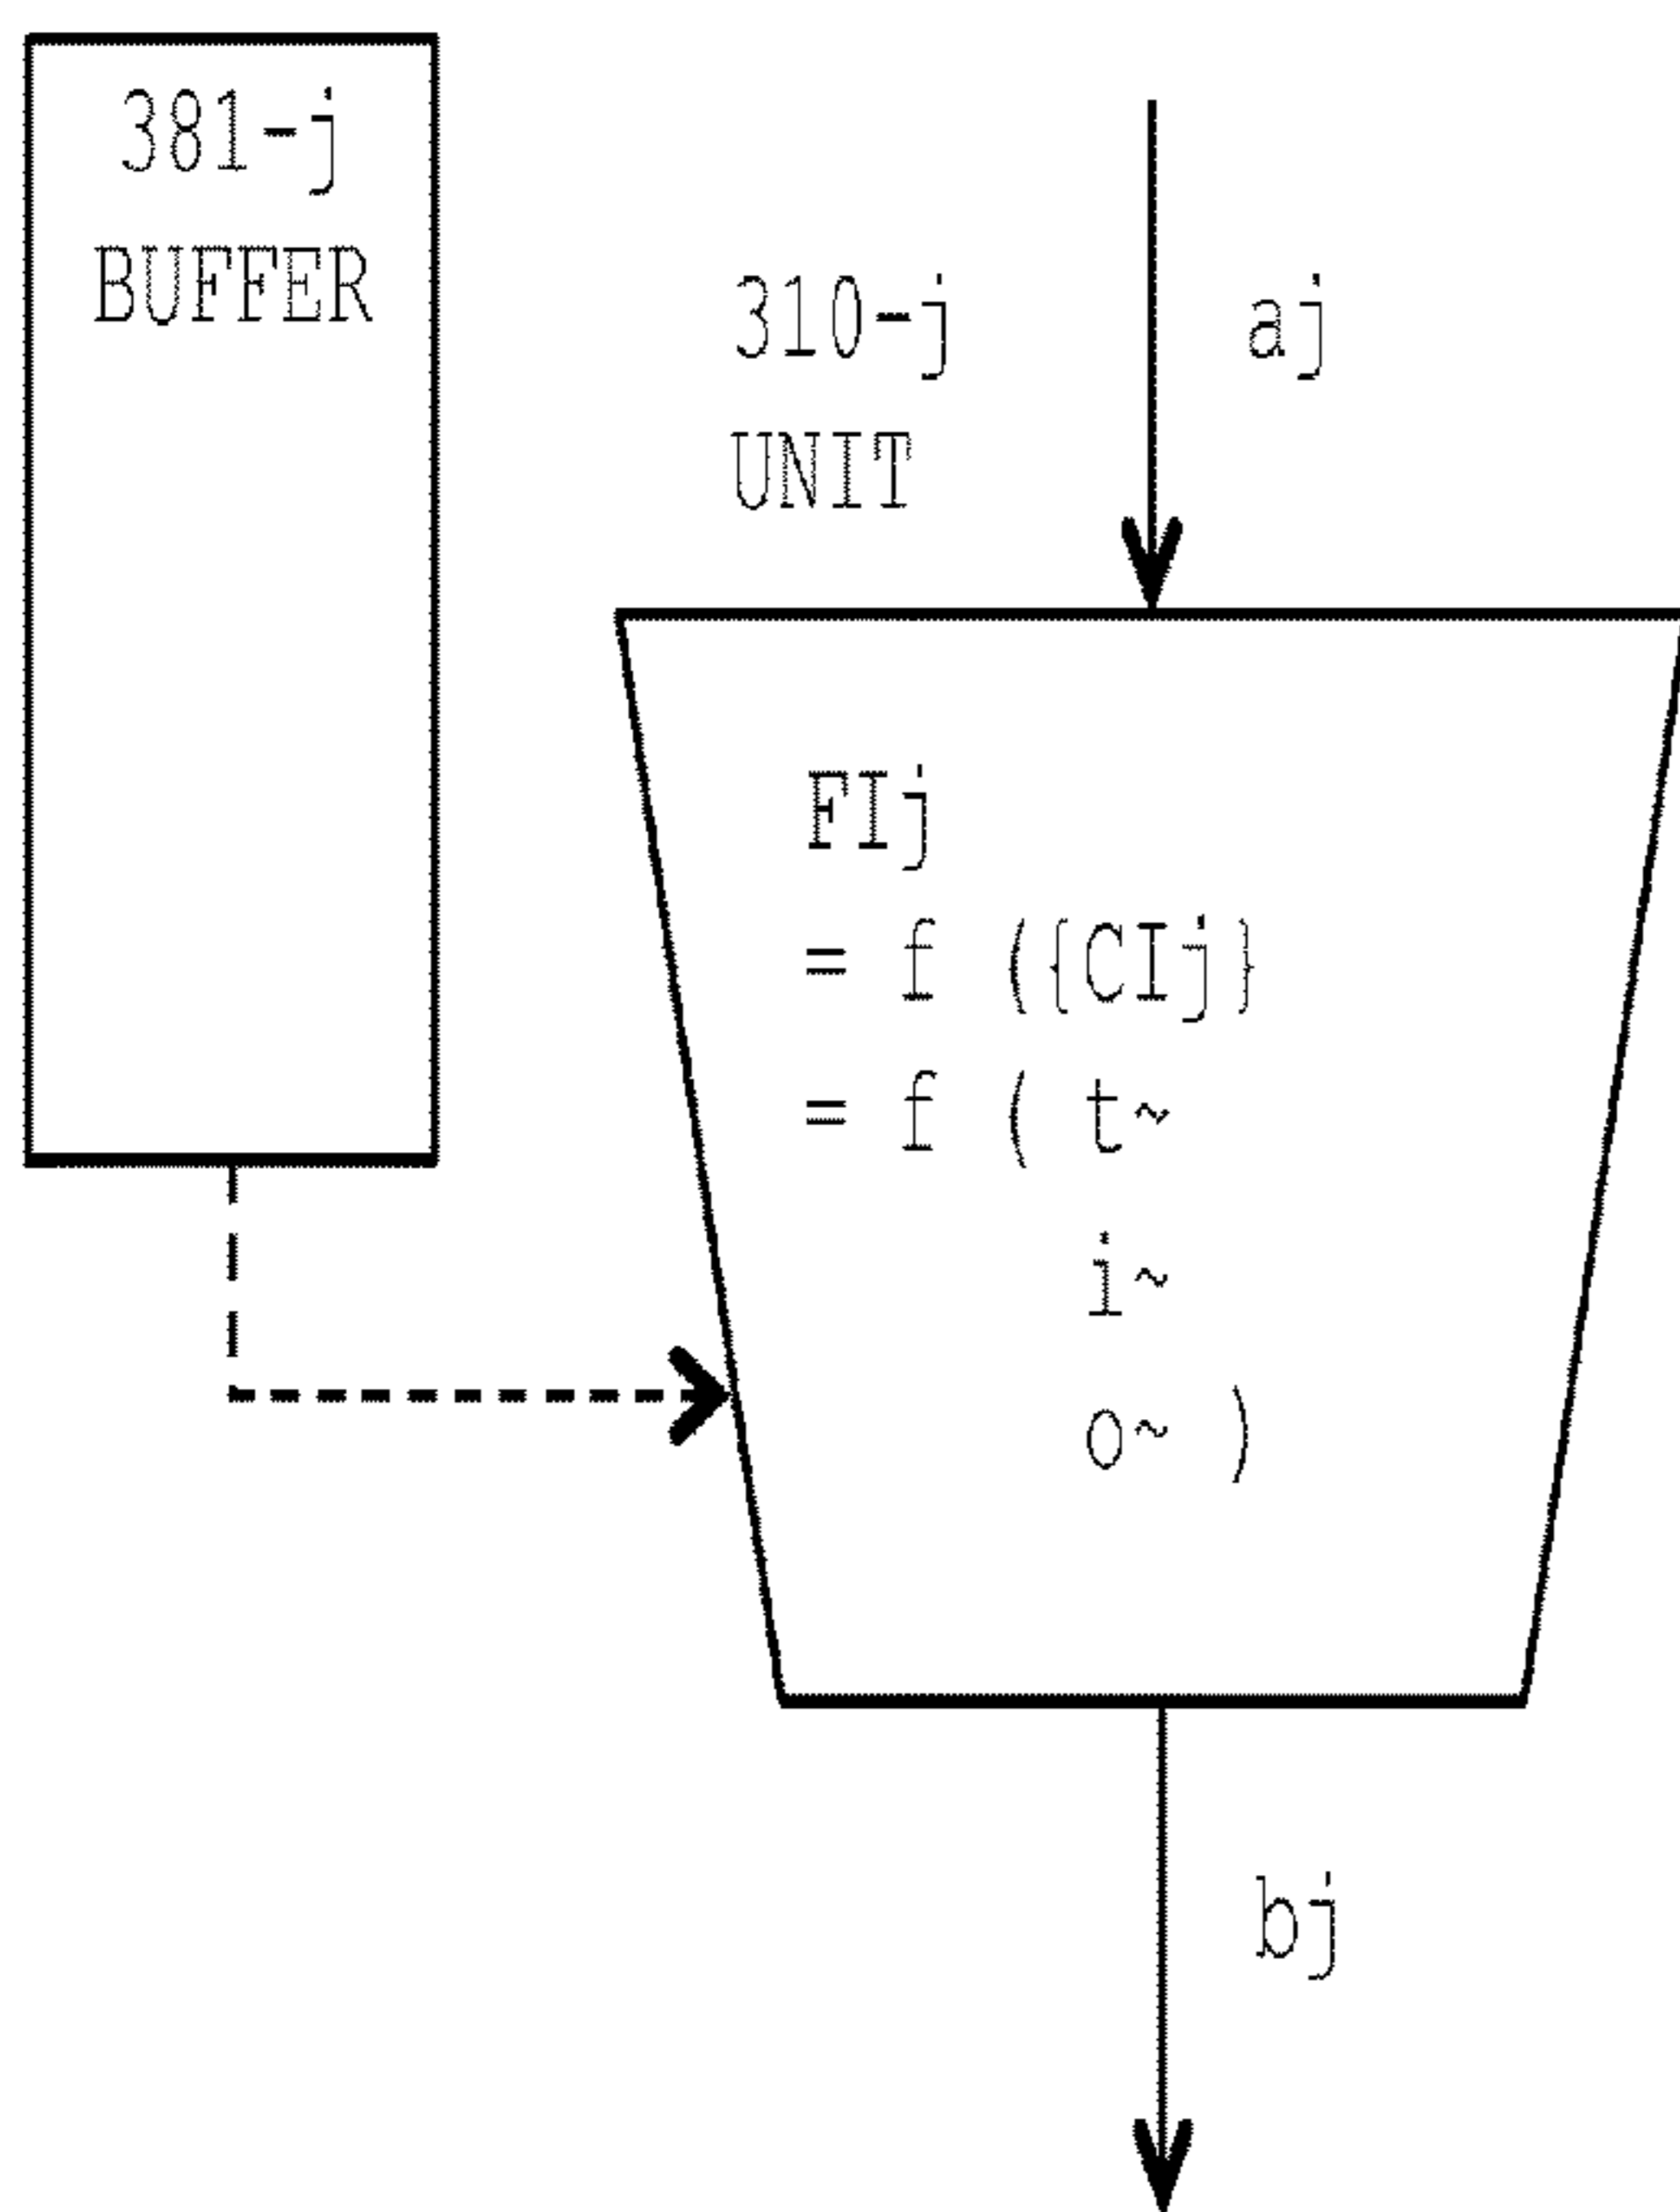 381-j
BUFFER
310-j
UNIT
aj
FIj
= f ({CIj}
= f ( t~
i~
o~ )
bj